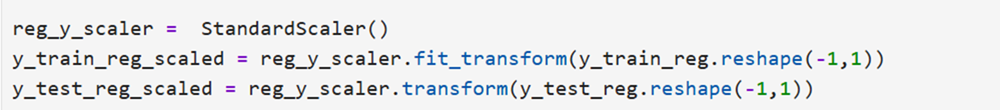 reg_y_scaler =  StandardScaler()
y_train_reg_scaled = reg_y_scaler.fit_transform(y_train_reg.reshape(-1,1))
y_test_reg_scaled = reg_y_scaler.transform(y_test_reg.reshape(-1,1))